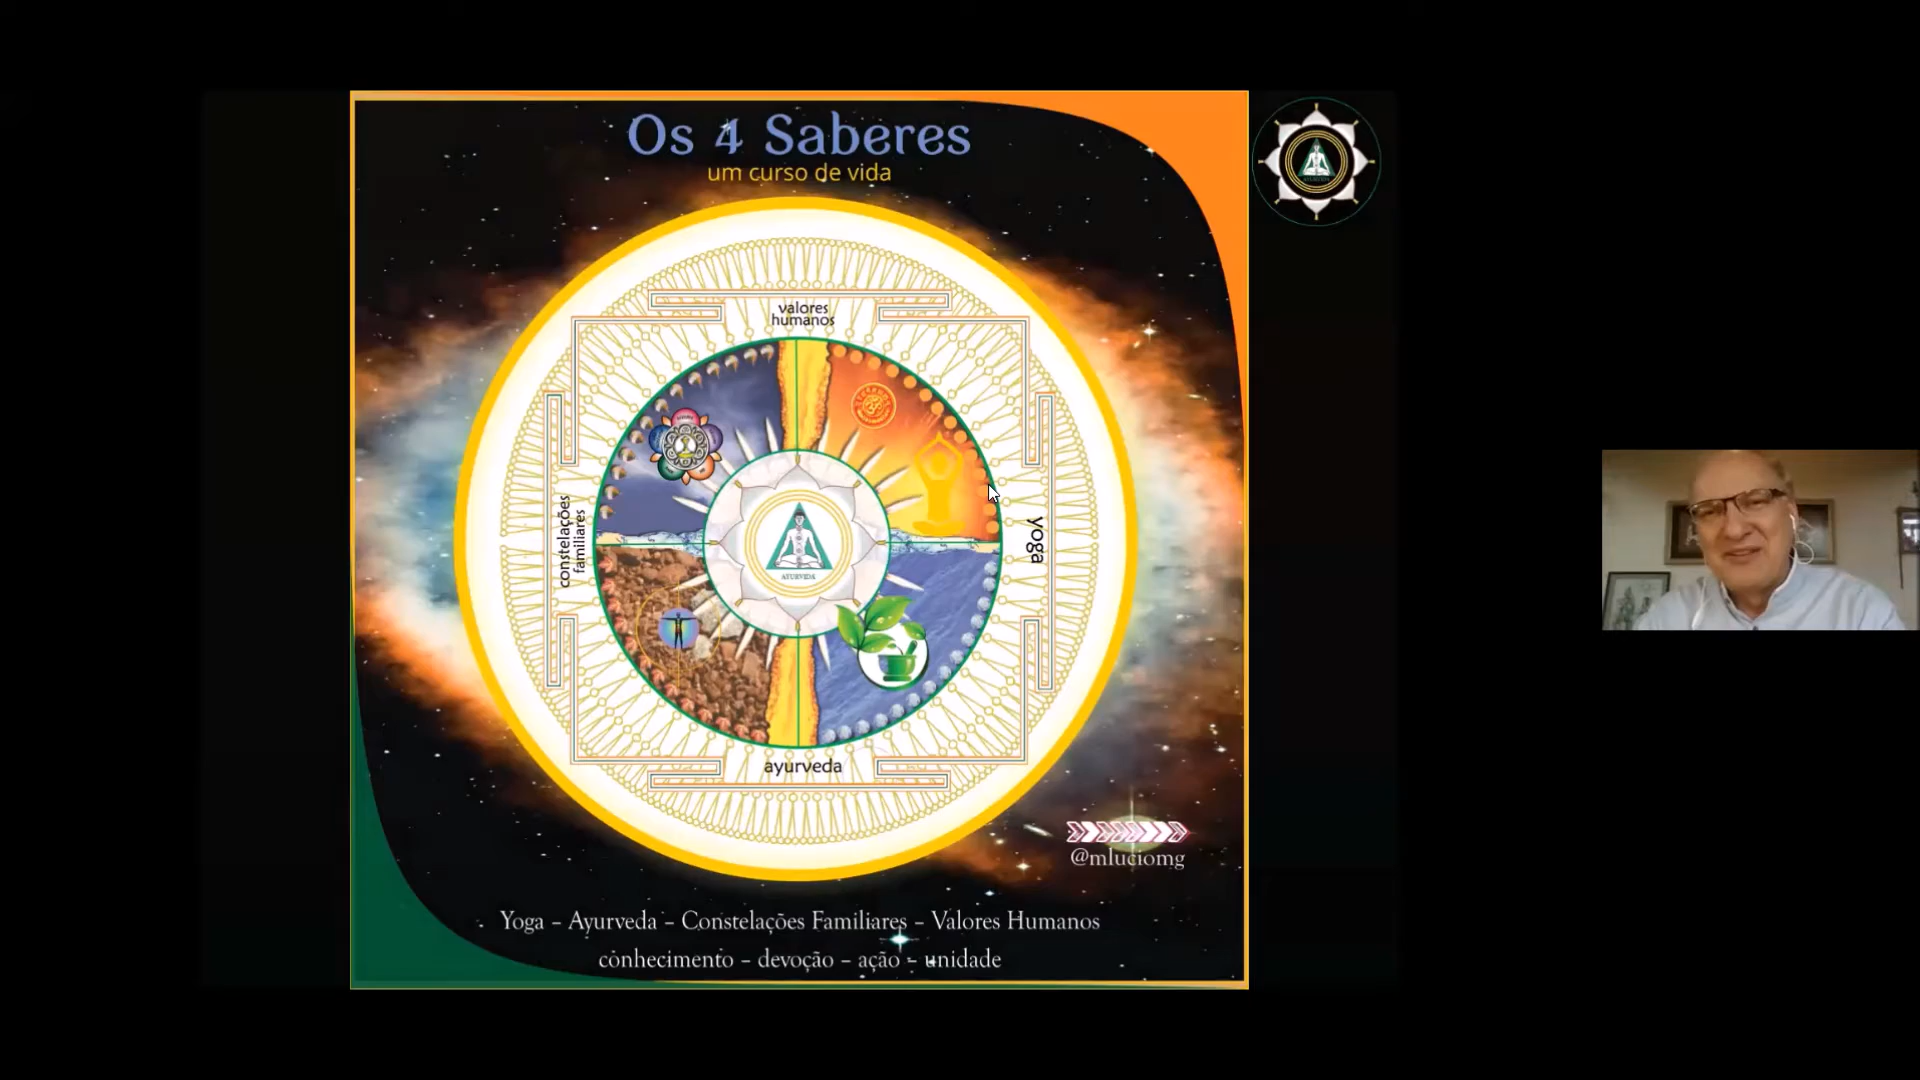 Os 4 Saberes
um curso de vida
valores
humanos
constelações
familiares
yoga
AYURVIDA
ayurveda
@mluciomg
Yoga - Ayurveda - Constelações Familiares - Valores Humanos
conhecimento - devoção - ação - unidade